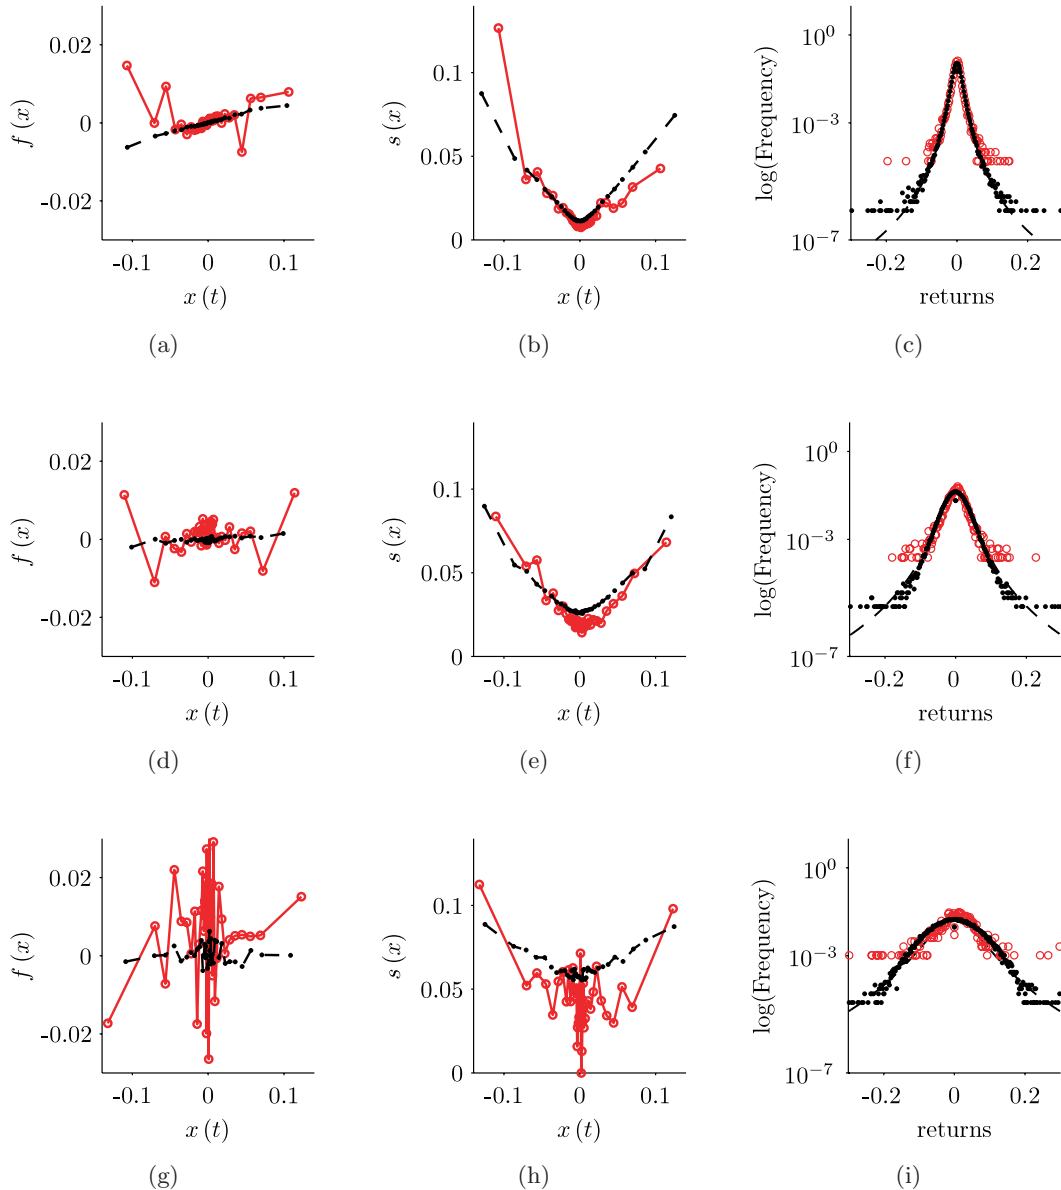 0.02
0
-0.02
f (x)
-0.1 0 0.1
x (t)
(a)
0.1
0.05
0
s (x)
-0.1 0 0.1
x (t)
(b)
10^0
10^-3
10^-7
log(Frequency)
-0.2 0 0.2
returns
(c)
0.02
0
-0.02
f (x)
-0.1 0 0.1
x (t)
(d)
0.1
0.05
0
s (x)
-0.1 0 0.1
x (t)
(e)
10^0
10^-3
10^-7
log(Frequency)
-0.2 0 0.2
returns
(f)
0.02
0
-0.02
f (x)
-0.1 0 0.1
x (t)
(g)
0.1
0.05
0
s (x)
-0.1 0 0.1
x (t)
(h)
10^0
10^-3
10^-7
log(Frequency)
-0.2 0 0.2
returns
(i)